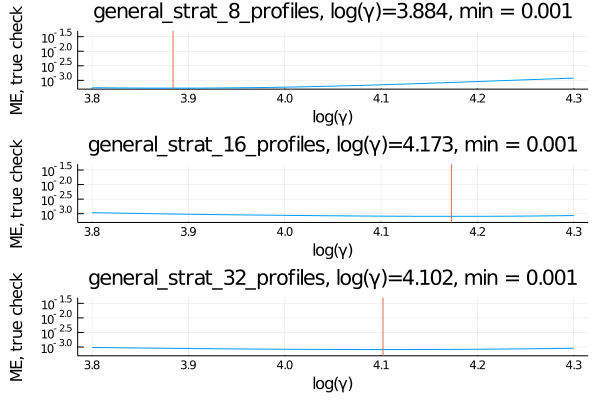 general_strat_8_profiles, log(γ)=3.884, min = 0.001
ME, true check
10^-1.5
10^-2.0
10^-2.5
10^-3.0
3.8 3.9 4.0 4.1 4.2 4.3
log(γ)
general_strat_16_profiles, log(γ)=4.173, min = 0.001
ME, true check
10^-1.5
10^-2.0
10^-2.5
10^-3.0
3.8 3.9 4.0 4.1 4.2 4.3
log(γ)
general_strat_32_profiles, log(γ)=4.102, min = 0.001
ME, true check
10^-1.5
10^-2.0
10^-2.5
10^-3.0
3.8 3.9 4.0 4.1 4.2 4.3
log(γ)